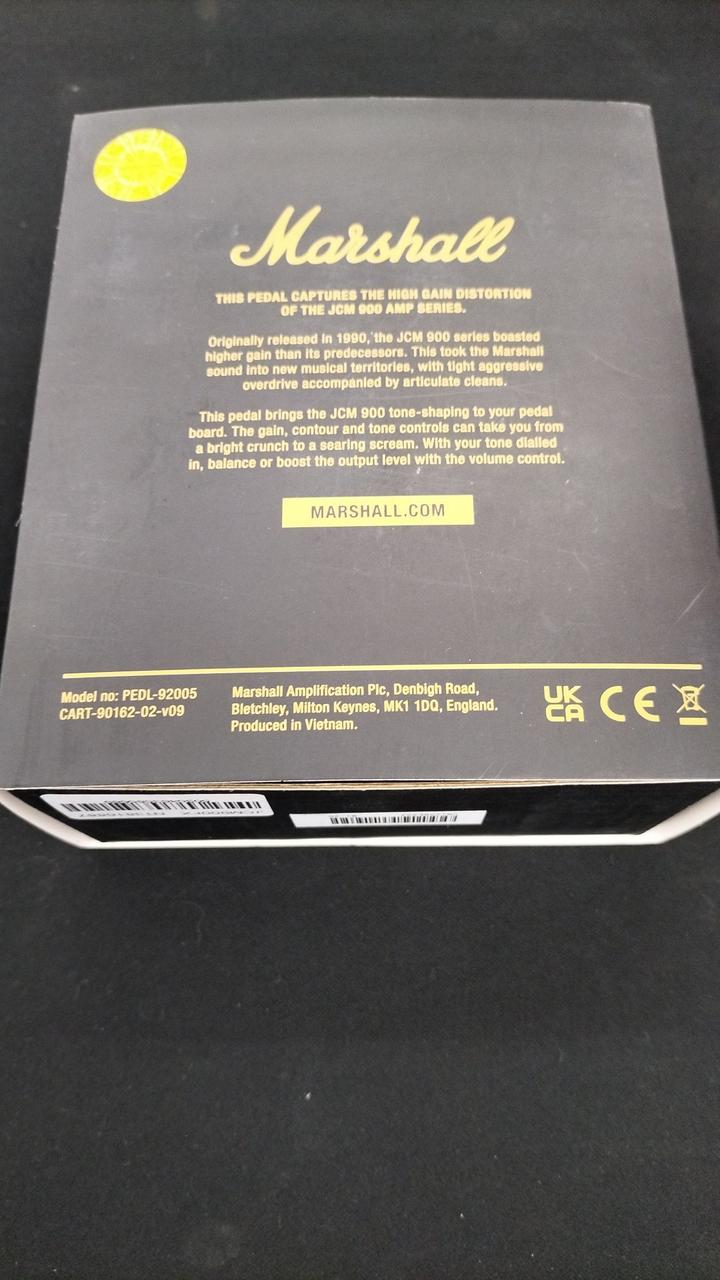 Marshall
THIS PEDAL CAPTURES THE HIGH GAIN DISTORTION
OF THE JCM 900 AMP SERIES.
Originally released in 1990, the JCM 900 series boasted
higher gain than its predecessors. This took the Marshall
sound into new musical territories, with tight aggressive
overdrive accompanied by articulate cleans.
This pedal brings the JCM 900 tone-shaping to your pedal
board. The gain, contour and tone controls can take you from
a bright crunch to a searing scream. With your tone dialled
in, balance or boost the output level with the volume control.
MARSHALL.COM
Model no: PEDL-92005
CART-90162-02-v09
Marshall Amplification Plc, Denbigh Road,
Bletchley, Milton Keynes, MK1 1DQ, England.
Produced in Vietnam.
UK
CA
CE